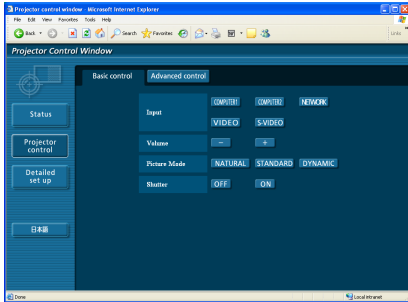 Projector control window - Microsoft Internet Explorer
File Edit View Favorites Tools Help
Back Search Favorites Links
Projector Control Window
Basic control Advanced control
Status
Projector control
Detailed set up
日本語
Input COMPUTER1 COMPUTER2 NETWORK
VIDEO S-VIDEO
Volume - +
Picture Mode NATURAL STANDARD DYNAMIC
Shutter OFF ON
Done Local intranet